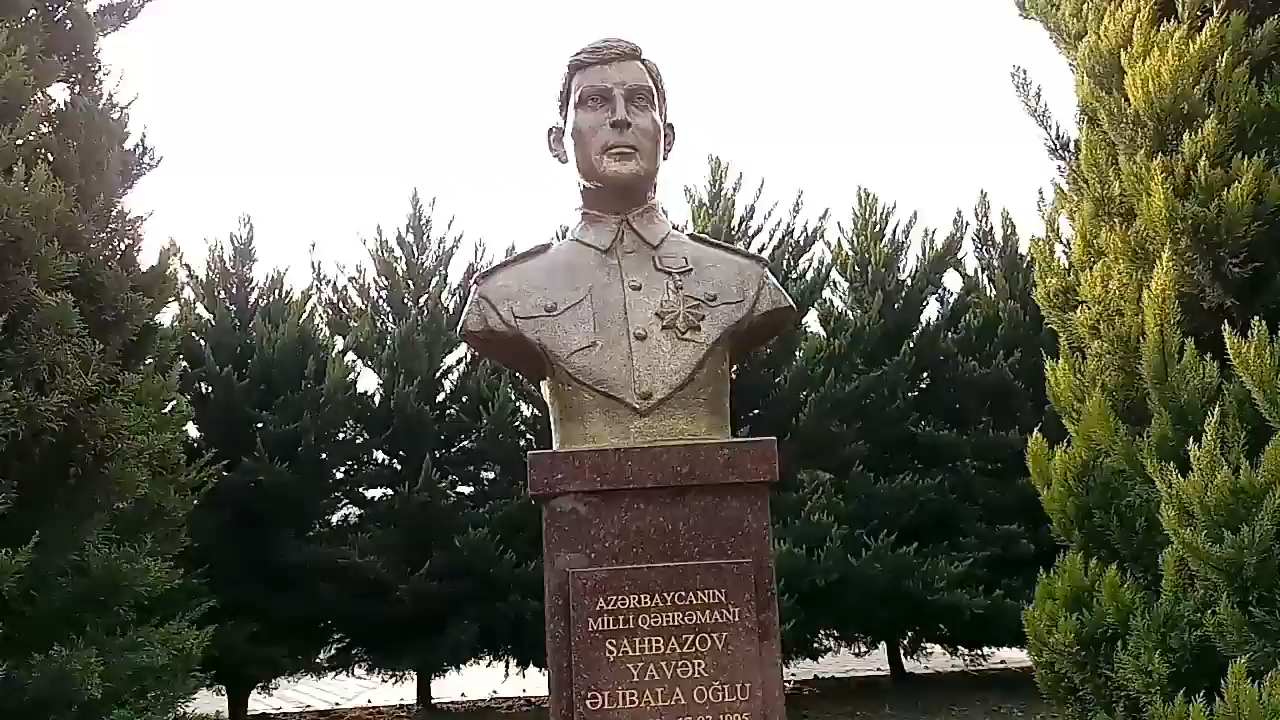 AZƏRBAYCANIN
MİLLİ QƏHRƏMANI
ŞAHBAZOV
YAVƏR
ƏLİBALA OĞLU